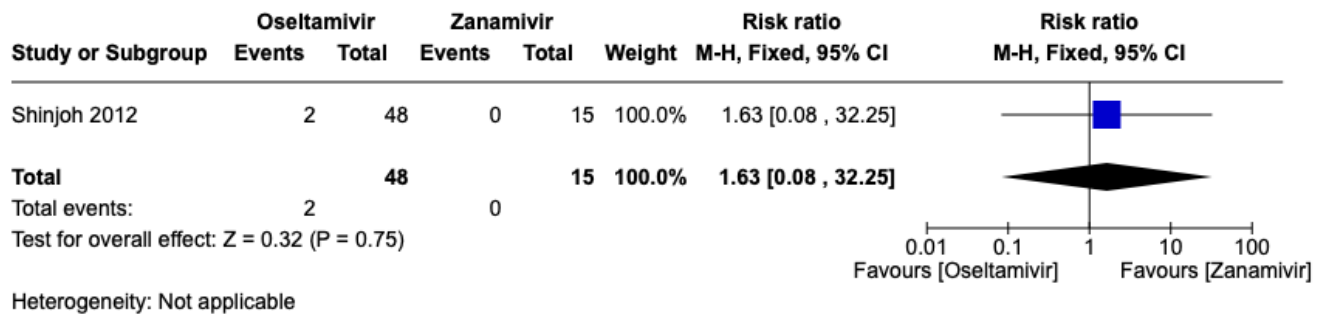 Oseltamivir Zanamivir Risk ratio Risk ratio
Study or Subgroup Events Total Events Total Weight M-H, Fixed, 95% CI M-H, Fixed, 95% CI
Shinjoh 2012 2 48 0 15 100.0% 1.63 [0.08 , 32.25]
Total 48 15 100.0% 1.63 [0.08 , 32.25]
Total events: 2 0
Test for overall effect: Z = 0.32 (P = 0.75)
0.01 0.1 1 10 100
Favours [Oseltamivir] Favours [Zanamivir]
Heterogeneity: Not applicable